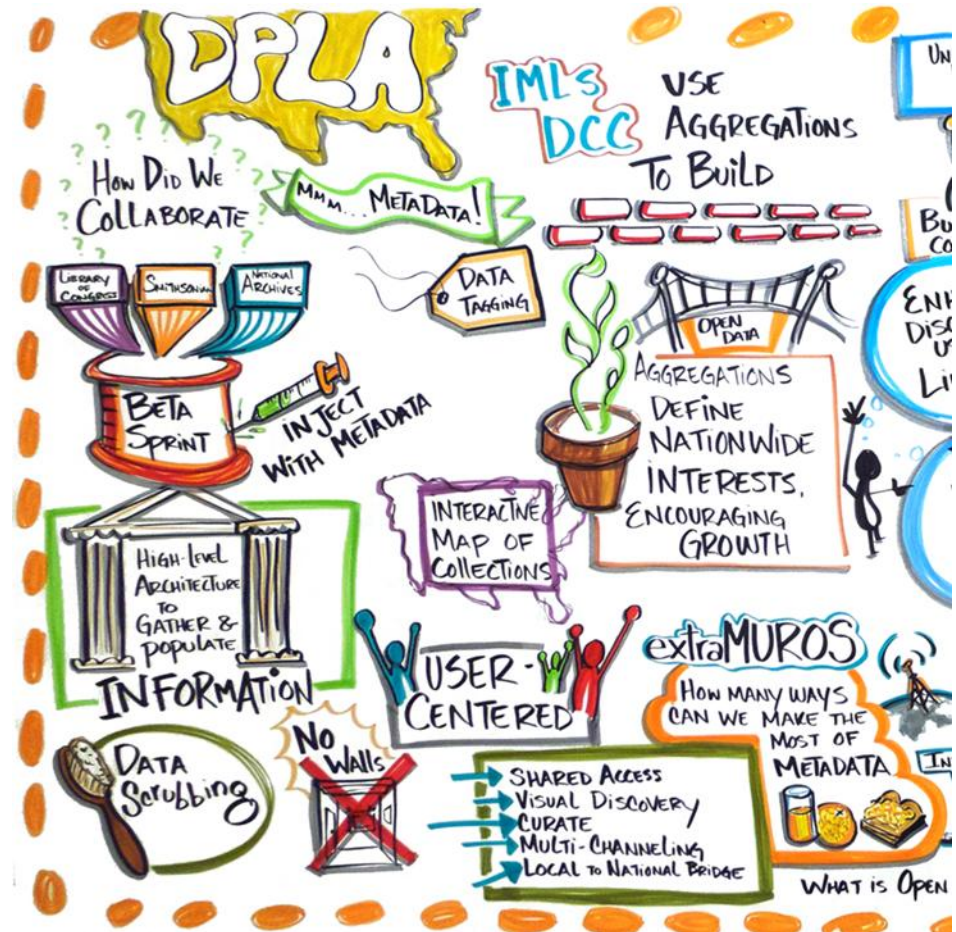 DPLA
HOW DID WE
COLLABORATE
MMM... METADATA!
DATA
TAGGING
LIBRARY
OF
CONGRESS
SMITHSONIAN
NATIONAL
ARCHIVES
BETA
SPRINT
INJECT
WITH METADATA
HIGH-LEVEL
ARCHITECTURE
TO
GATHER &
POPULATE
INFORMATION
DATA
SCRUBBING
NO
WALLS
INTERACTIVE
MAP OF
COLLECTIONS
USER-
CENTERED
SHARED ACCESS
VISUAL DISCOVERY
CURATE
MULTI-CHANNELING
LOCAL TO NATIONAL BRIDGE
IMLS
DCC
USE
AGGREGATIONS
TO BUILD
OPEN
DATA
AGGREGATIONS
DEFINE
NATIONWIDE
INTERESTS,
ENCOURAGING
GROWTH
extraMUROS
HOW MANY WAYS
CAN WE MAKE THE
MOST OF
METADATA
WHAT IS OPEN